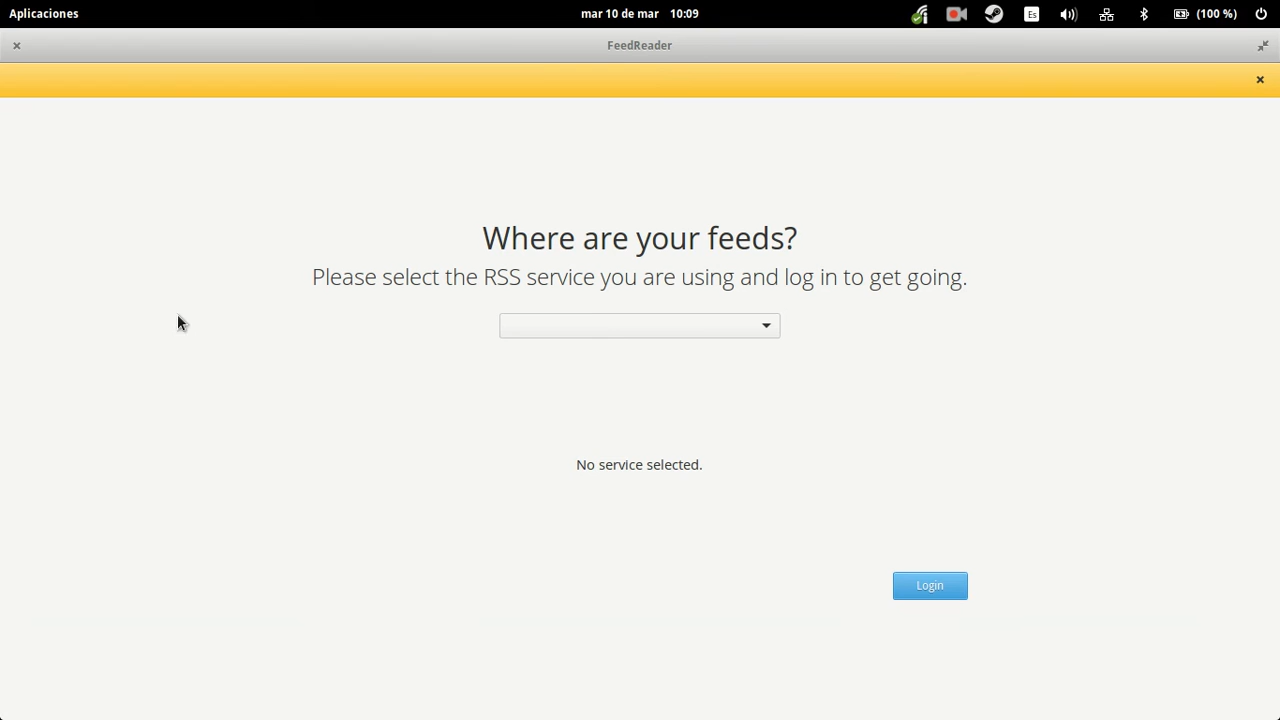 Aplicaciones
mar 10 de mar 10:09
Es
(100 %)
FeedReader
Where are your feeds?
Please select the RSS service you are using and log in to get going.
No service selected.
Login